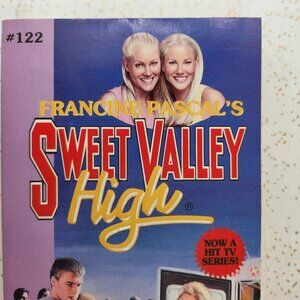 #122
FRANCINE PASCAL'S
SWEET VALLEY
High®
NOW A
HIT TV
SERIES!